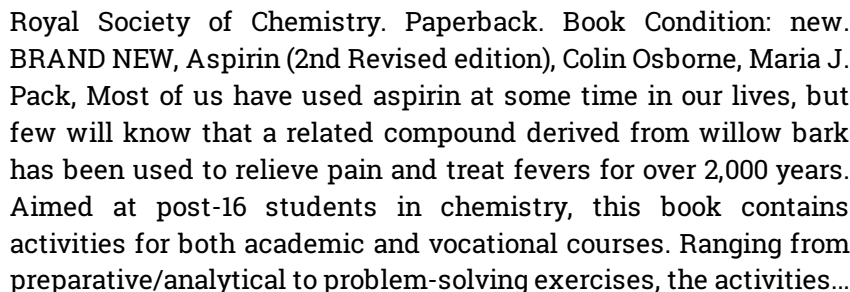 Royal Society of Chemistry. Paperback. Book Condition: new.
BRAND NEW, Aspirin (2nd Revised edition), Colin Osborne, Maria J.
Pack, Most of us have used aspirin at some time in our lives, but
few will know that a related compound derived from willow bark
has been used to relieve pain and treat fevers for over 2,000 years.
Aimed at post-16 students in chemistry, this book contains
activities for both academic and vocational courses. Ranging from
preparative/analytical to problem-solving exercises, the activities...